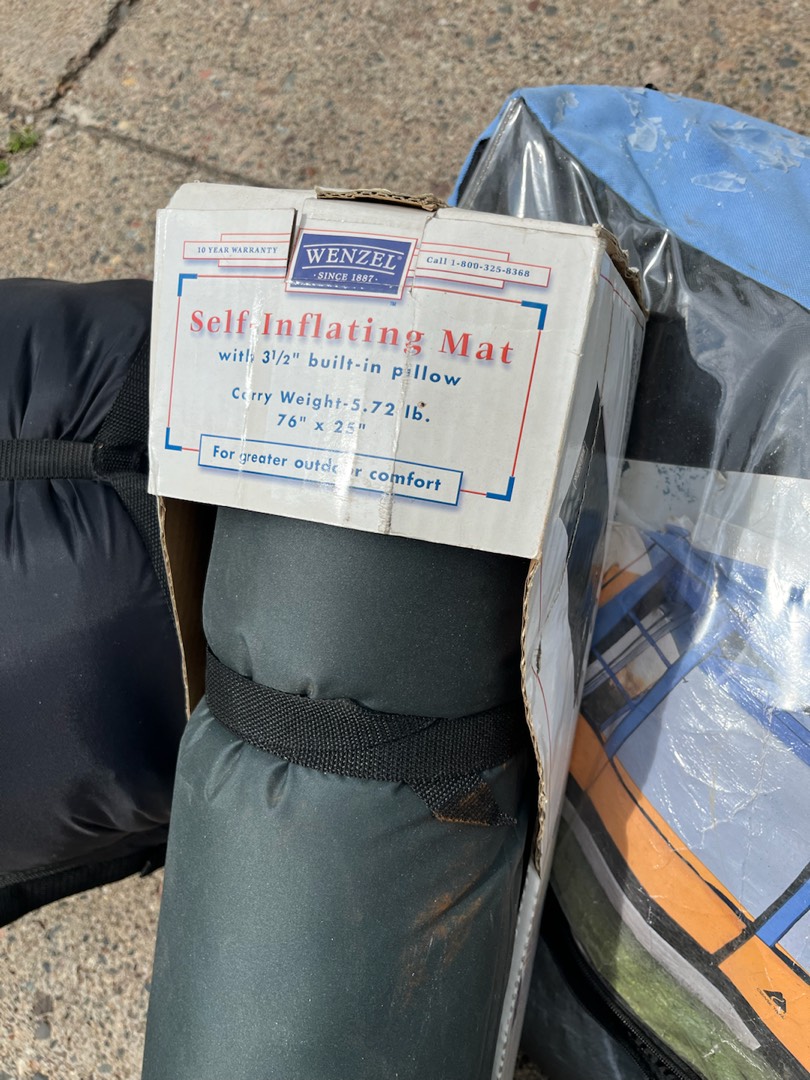 10 YEAR WARRANTY
WENZEL®
·SINCE 1887·
Call 1-800-325-8368
Self-Inflating Mat
with 3½" built-in pillow
Carry Weight-5.72 lb.
76" x 25"
For greater outdoor comfort